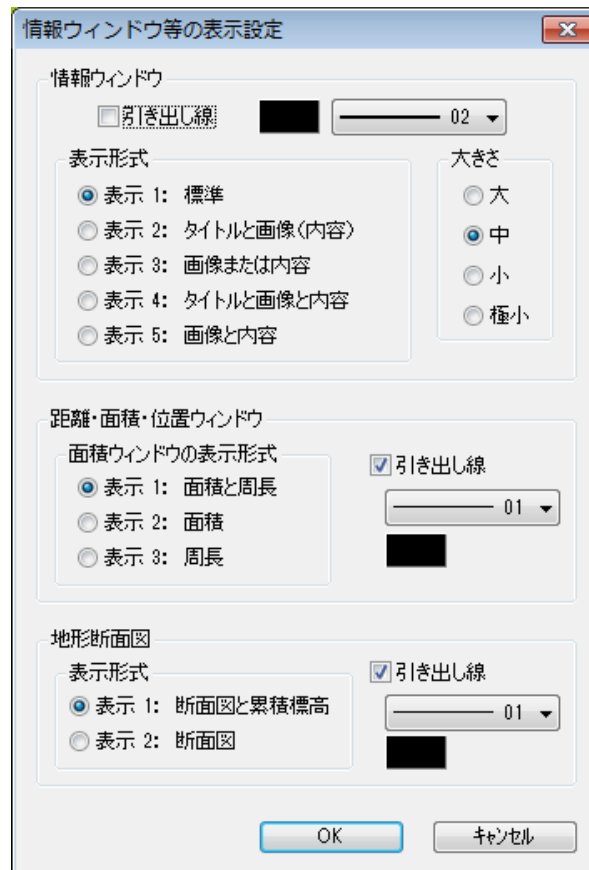 情報ウィンドウ等の表示設定
情報ウィンドウ
引き出し線
02
表示形式
大きさ
表示 1: 標準
表示 2: タイトルと画像(内容)
表示 3: 画像または内容
表示 4: タイトルと画像と内容
表示 5: 画像と内容
大
中
小
極小
距離・面積・位置ウィンドウ
面積ウィンドウの表示形式
表示 1: 面積と周長
表示 2: 面積
表示 3: 周長
引き出し線
01
地形断面図
表示形式
表示 1: 断面図と累積標高
表示 2: 断面図
引き出し線
01
OK
キャンセル